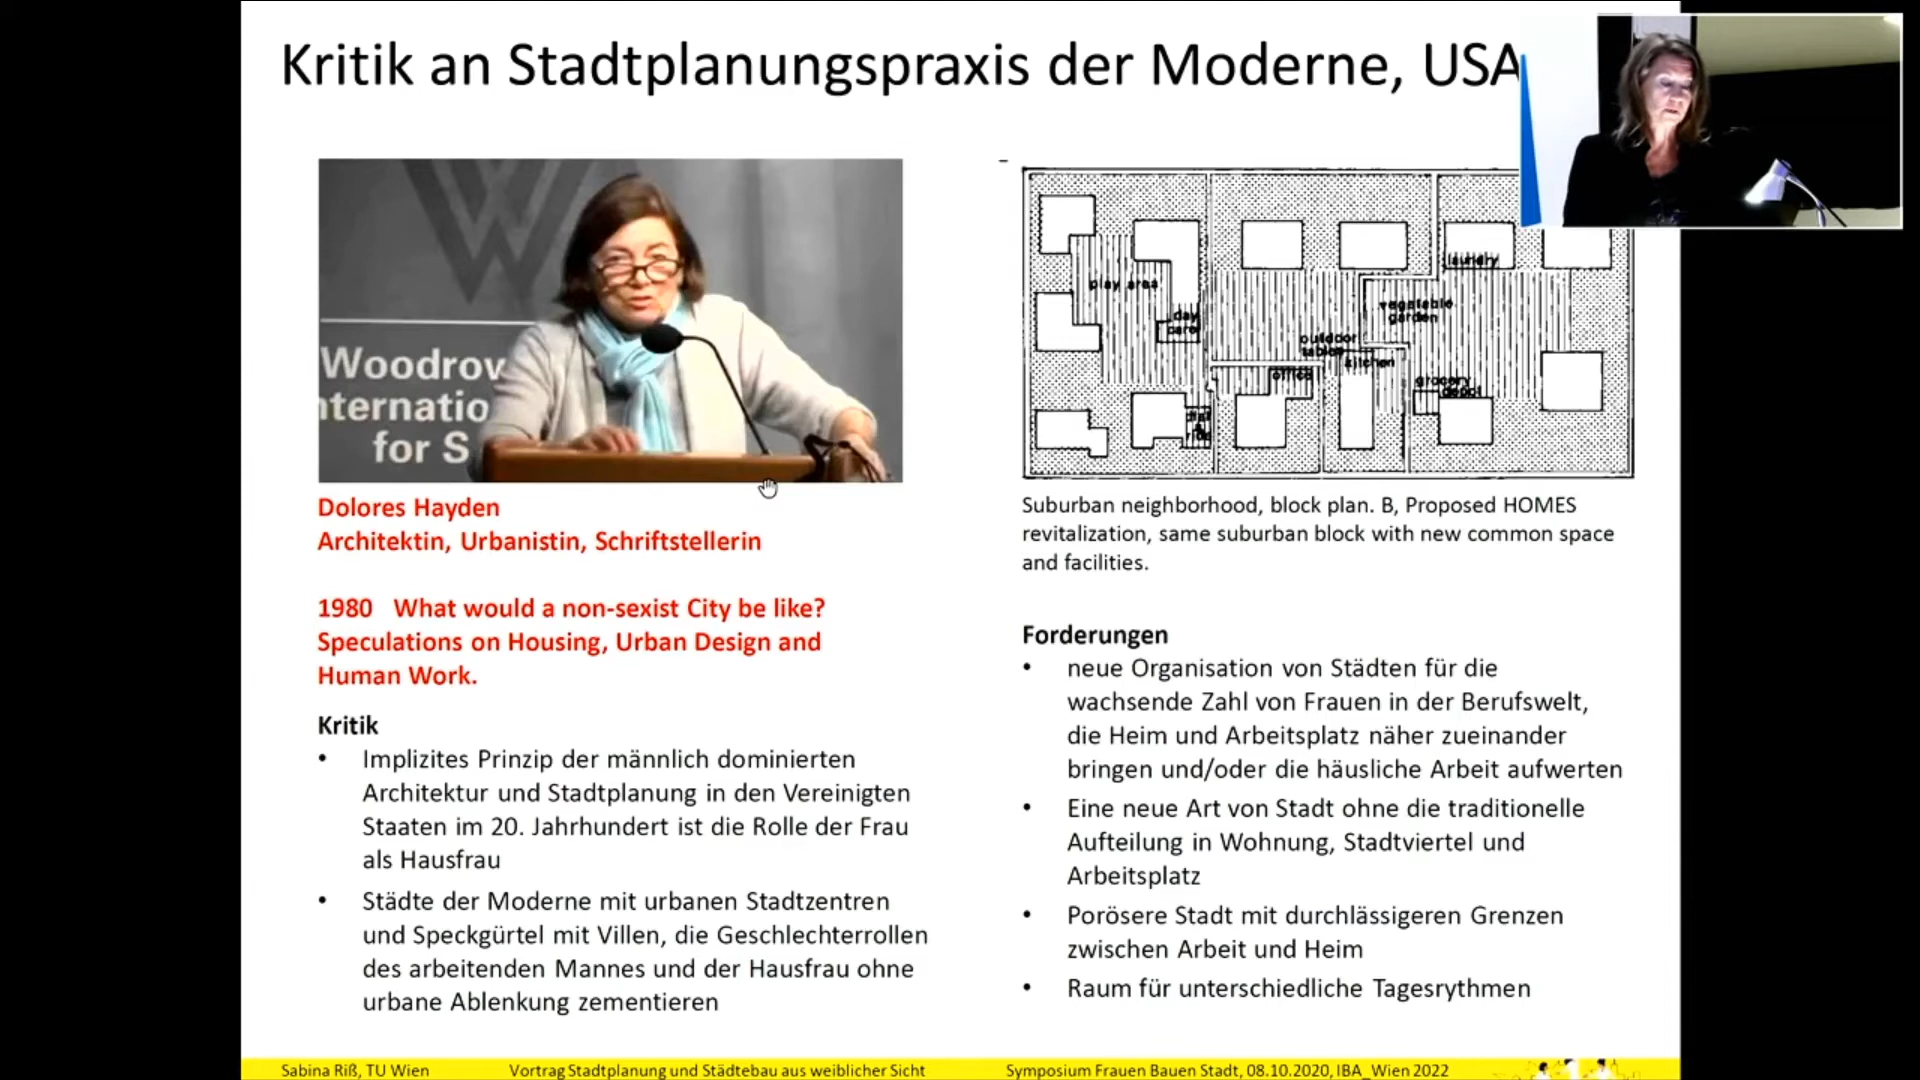 Kritik an Stadtplanungspraxis der Moderne, USA
Woodrow
nternatio
for S
Dolores Hayden
Architektin, Urbanistin, Schriftstellerin
1980 What would a non-sexist City be like?
Speculations on Housing, Urban Design and
Human Work.
Kritik
• Implizites Prinzip der männlich dominierten
Architektur und Stadtplanung in den Vereinigten
Staaten im 20. Jahrhundert ist die Rolle der Frau
als Hausfrau
• Städte der Moderne mit urbanen Stadtzentren
und Speckgürtel mit Villen, die Geschlechterrollen
des arbeitenden Mannes und der Hausfrau ohne
urbane Ablenkung zementieren
laundry
play area
vegatable
garden
day
care
outdoor
tables
kitchen
office
grocery
depot
Suburban neighborhood, block plan. B, Proposed HOMES
revitalization, same suburban block with new common space
and facilities.
Forderungen
• neue Organisation von Städten für die
wachsende Zahl von Frauen in der Berufswelt,
die Heim und Arbeitsplatz näher zueinander
bringen und/oder die häusliche Arbeit aufwerten
• Eine neue Art von Stadt ohne die traditionelle
Aufteilung in Wohnung, Stadtviertel und
Arbeitsplatz
• Porösere Stadt mit durchlässigeren Grenzen
zwischen Arbeit und Heim
• Raum für unterschiedliche Tagesrythmen
Sabina Riß, TU Wien Vortrag Stadtplanung und Städtebau aus weiblicher Sicht Symposium Frauen Bauen Stadt, 08.10.2020, IBA_Wien 2022